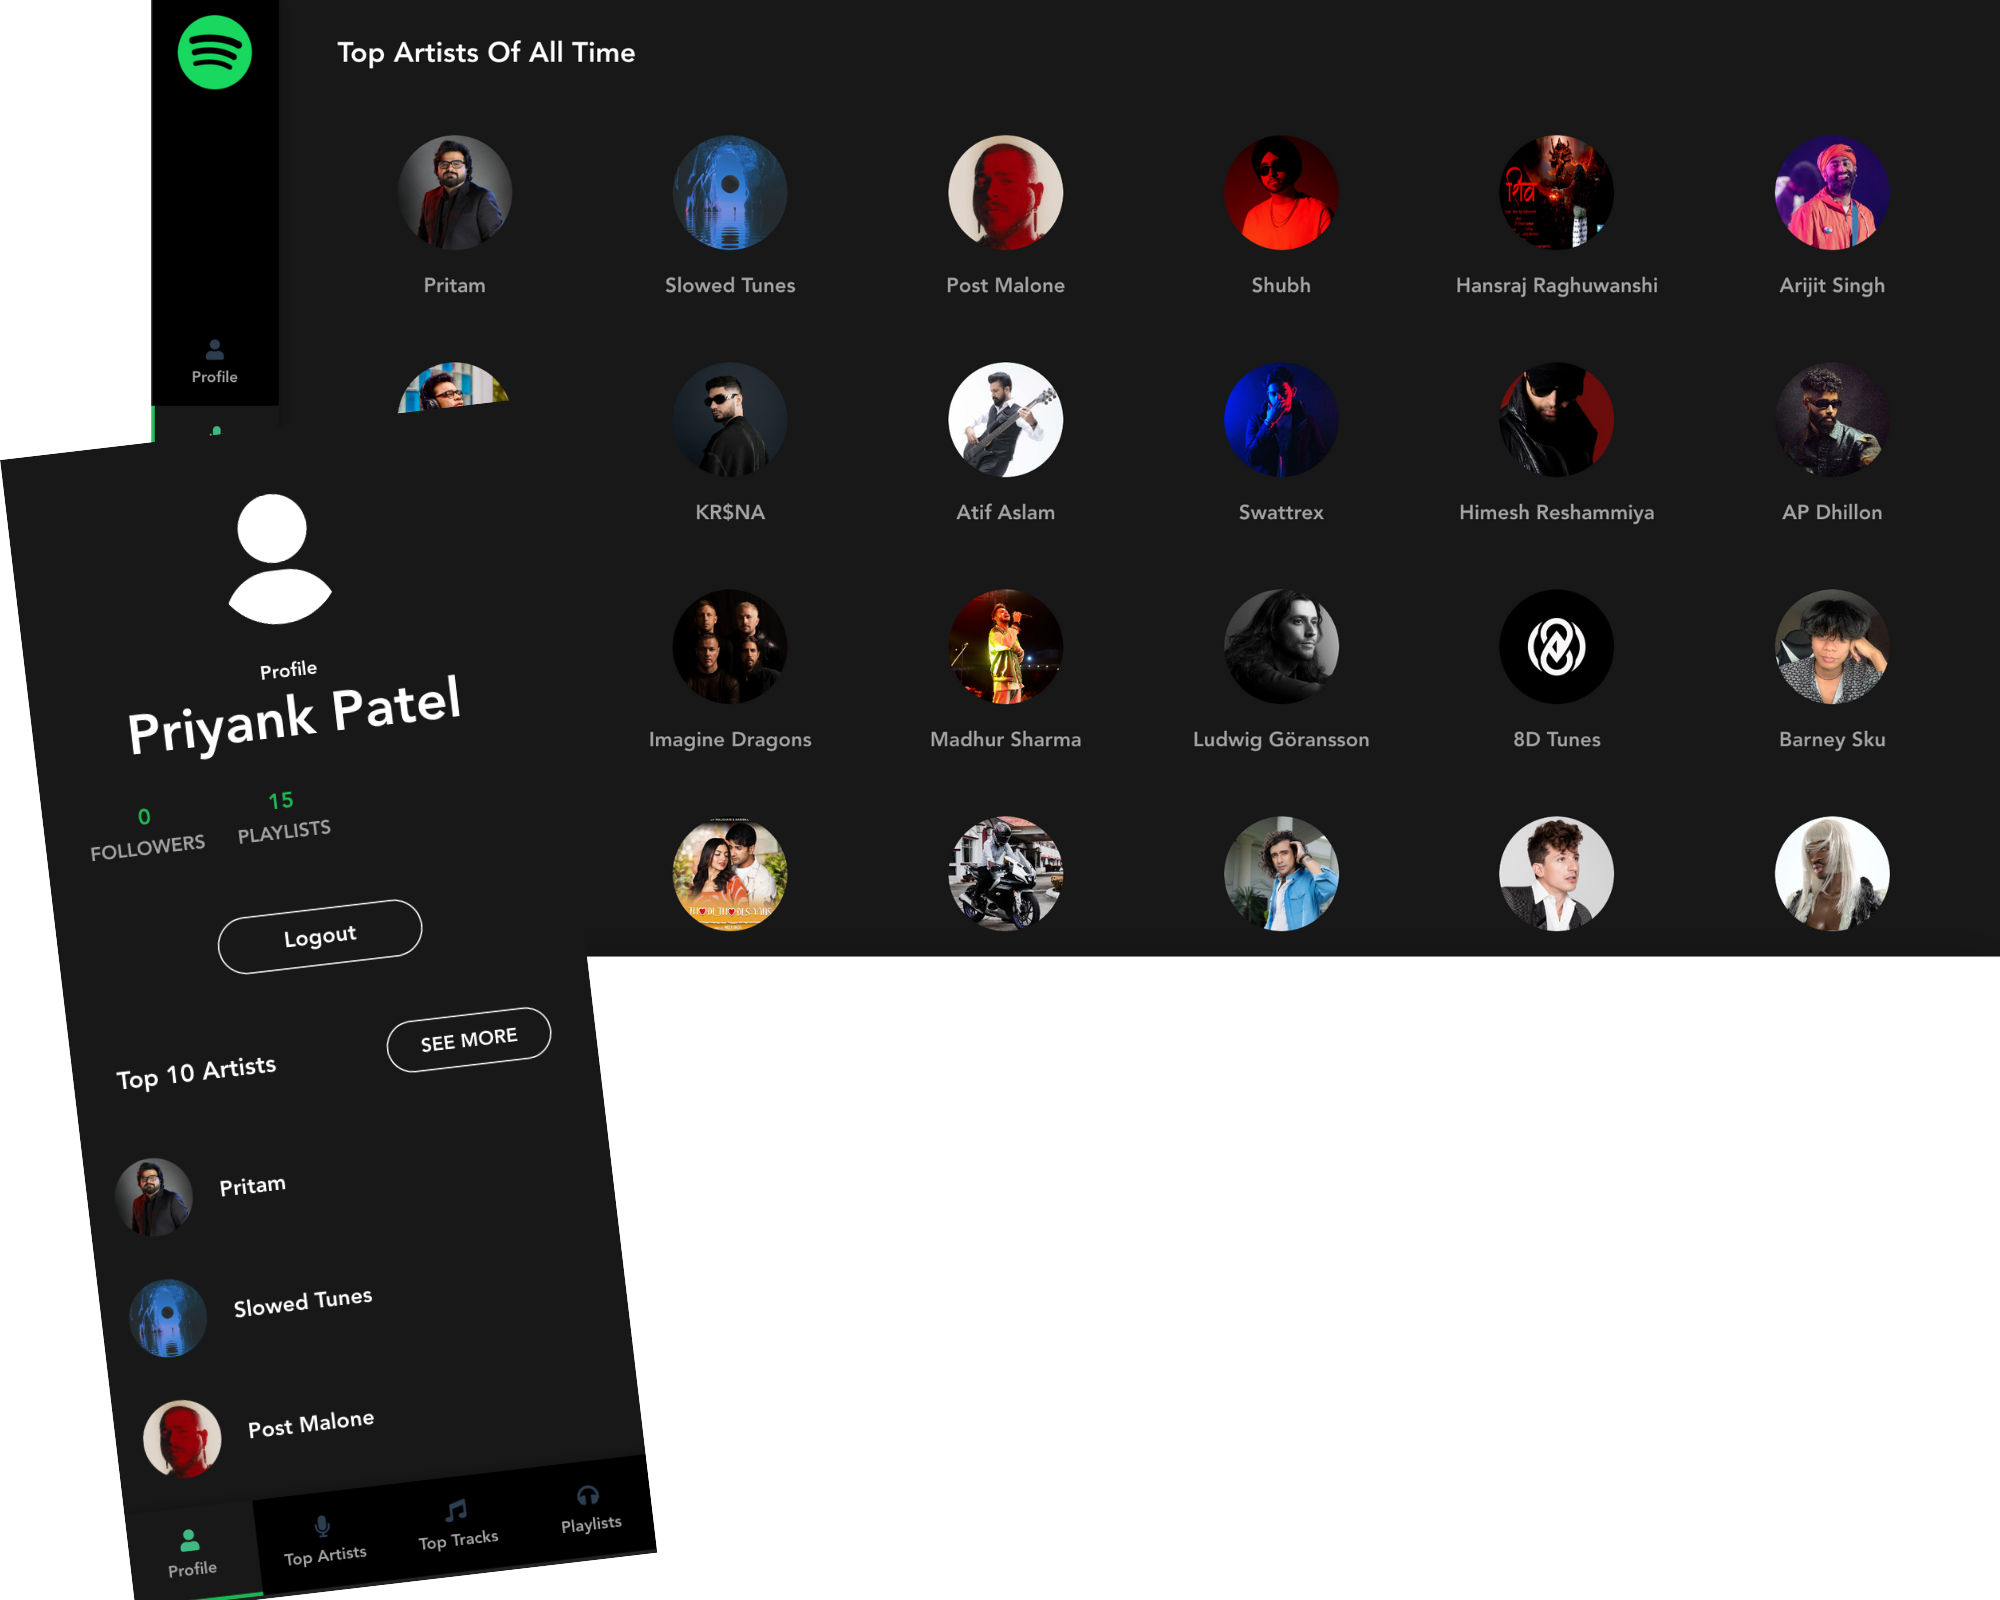 Top Artists Of All Time
Pritam
Slowed Tunes
Post Malone
Shubh
शिव
Hansraj Raghuwanshi
Arijit Singh
Profile
KR$NA
Atif Aslam
Swattrex
Himesh Reshammiya
AP Dhillon
Imagine Dragons
Madhur Sharma
Ludwig Göransson
8D Tunes
Barney Sku
Profile
Priyank Patel
0
FOLLOWERS
15
PLAYLISTS
Logout
Top 10 Artists
SEE MORE
Pritam
Slowed Tunes
Post Malone
Profile
Top Artists
Top Tracks
Playlists